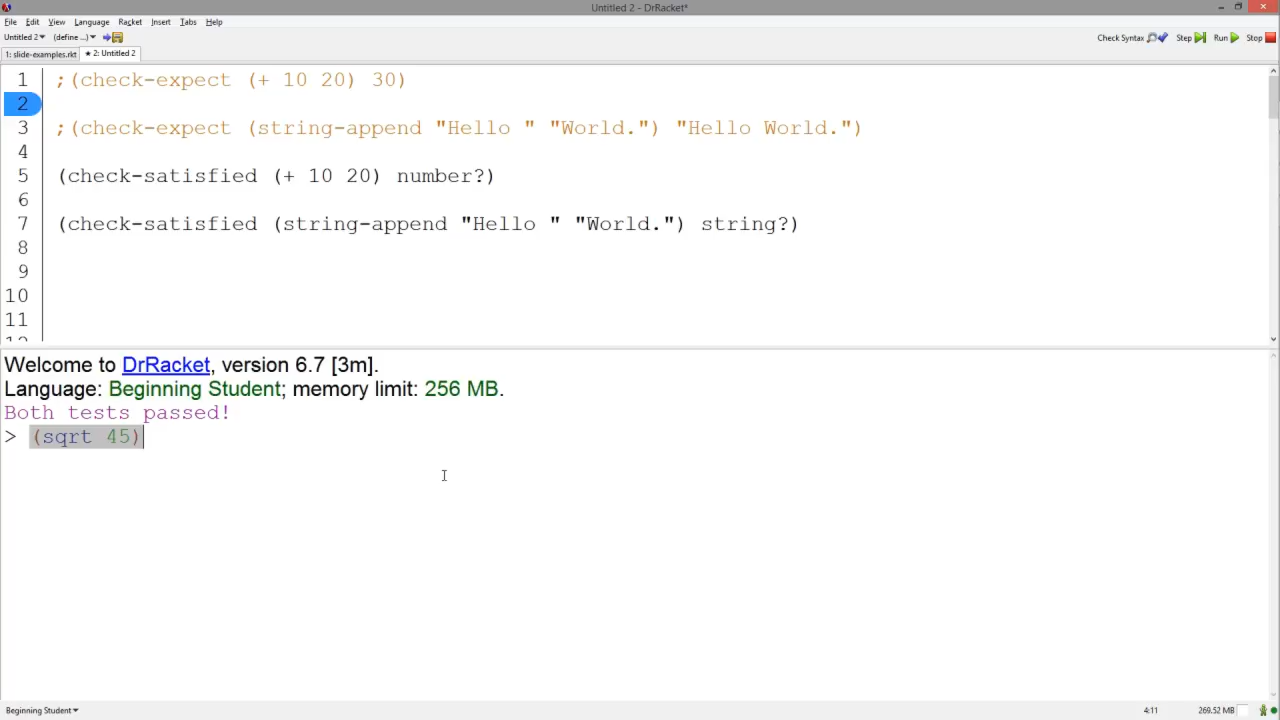 Untitled 2 - DrRacket*
File Edit View Language Racket Insert Tabs Help
Untitled 2 (define ...) Check Syntax Step Run Stop
1: slide-examples.rkt ★ 2: Untitled 2
1 ;(check-expect (+ 10 20) 30)
2
3 ;(check-expect (string-append "Hello " "World.") "Hello World.")
4
5 (check-satisfied (+ 10 20) number?)
6
7 (check-satisfied (string-append "Hello " "World.") string?)
8
9
10
11
12
Welcome to DrRacket, version 6.7 [3m].
Language: Beginning Student; memory limit: 256 MB.
Both tests passed!
> (sqrt 45)
Beginning Student 4:11 269.52 MB